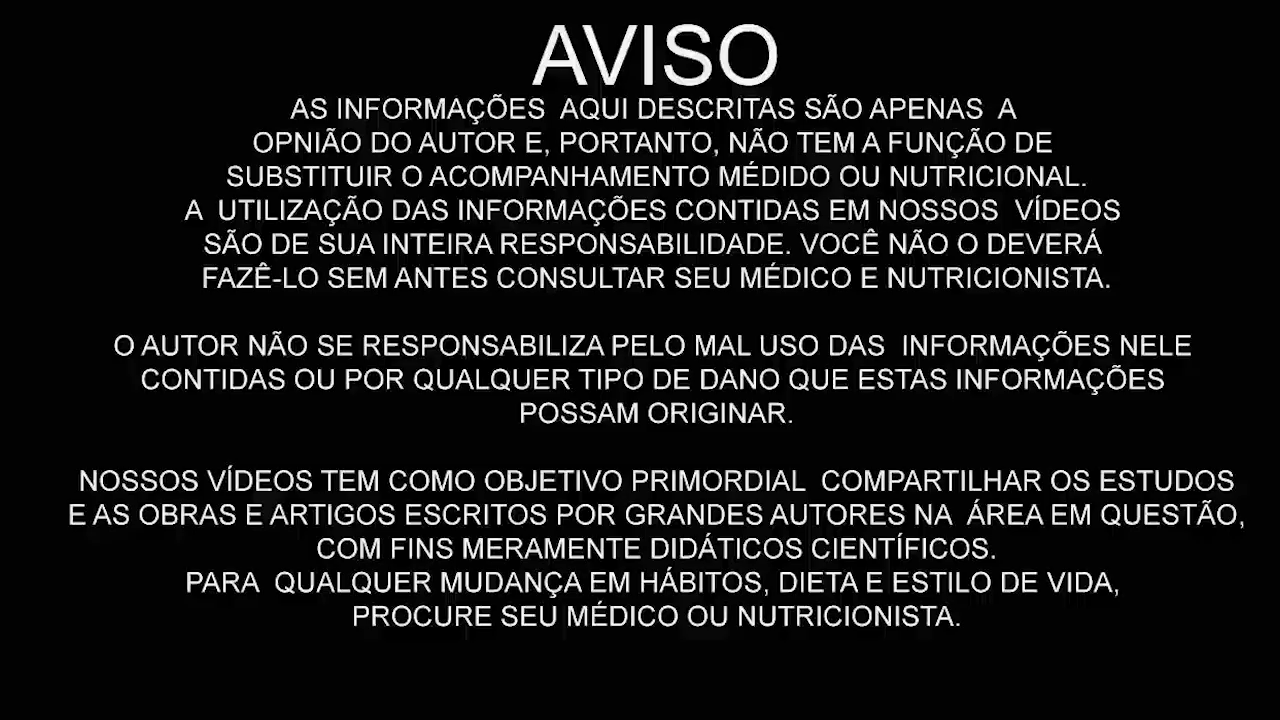 AVISO
AS INFORMAÇÕES AQUI DESCRITAS SÃO APENAS A
OPNIÃO DO AUTOR E, PORTANTO, NÃO TEM A FUNÇÃO DE
SUBSTITUIR O ACOMPANHAMENTO MÉDIDO OU NUTRICIONAL.
A UTILIZAÇÃO DAS INFORMAÇÕES CONTIDAS EM NOSSOS VÍDEOS
SÃO DE SUA INTEIRA RESPONSABILIDADE. VOCÊ NÃO O DEVERÁ
FAZÊ-LO SEM ANTES CONSULTAR SEU MÉDICO E NUTRICIONISTA.
O AUTOR NÃO SE RESPONSABILIZA PELO MAL USO DAS INFORMAÇÕES NELE
CONTIDAS OU POR QUALQUER TIPO DE DANO QUE ESTAS INFORMAÇÕES
POSSAM ORIGINAR.
NOSSOS VÍDEOS TEM COMO OBJETIVO PRIMORDIAL COMPARTILHAR OS ESTUDOS
E AS OBRAS E ARTIGOS ESCRITOS POR GRANDES AUTORES NA ÁREA EM QUESTÃO,
COM FINS MERAMENTE DIDÁTICOS CIENTÍFICOS.
PARA QUALQUER MUDANÇA EM HÁBITOS, DIETA E ESTILO DE VIDA,
PROCURE SEU MÉDICO OU NUTRICIONISTA.